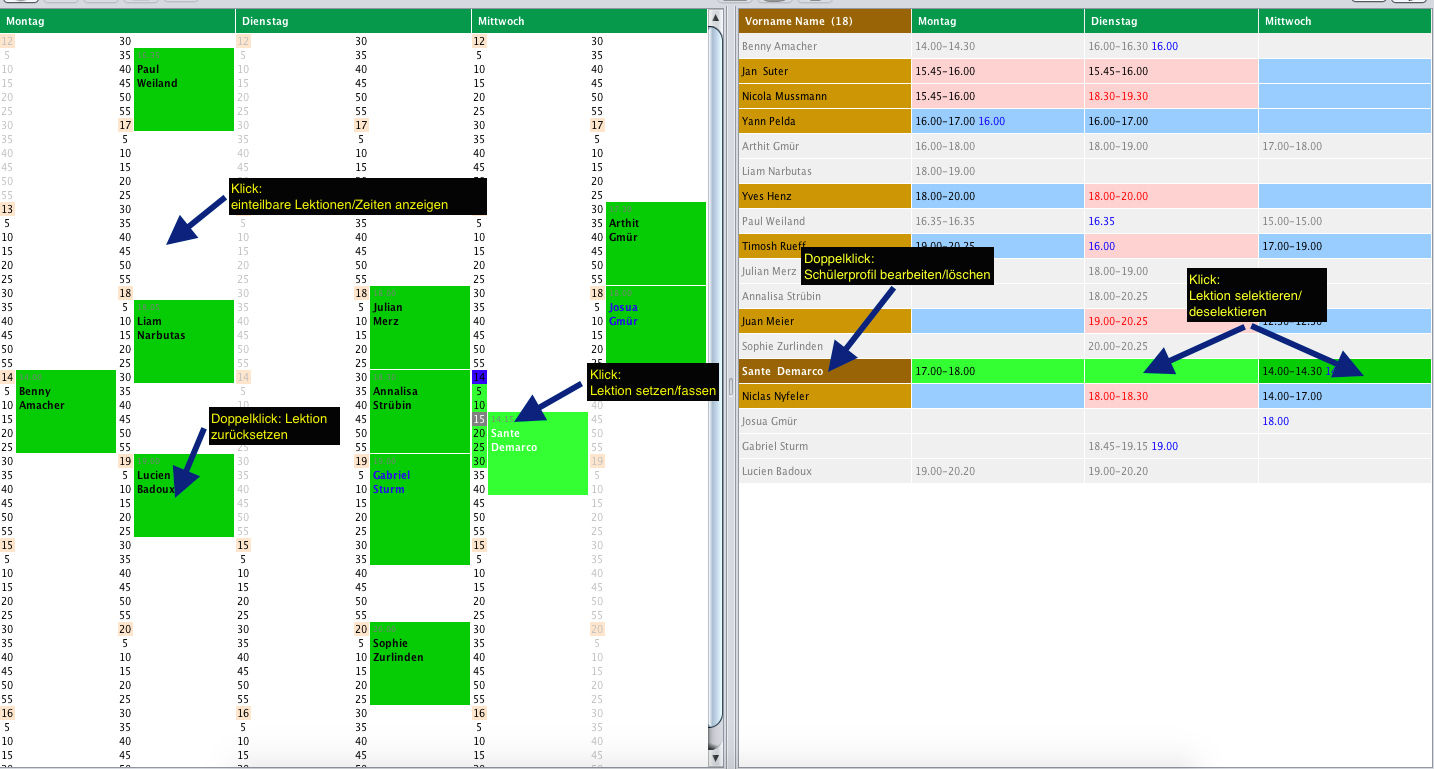 Montag Dienstag Mittwoch
12 30 12 30 12 30
5 35 5 35 5 35
10 40 Paul 10 40 10 40
15 45 Weiland 15 45 15 45
20 50 20 50 20 50
25 55 25 55 25 55
30 17 30 17 30 17
35 5 35 5 35 5
40 10 40 10 40 10
45 15 45 15 45 15
50 20 20
55 25 25
Klick:
einteilbare Lektionen/Zeiten anzeigen
13 30 30
5 35 5 35 5 35 Arthit
10 40 10 40 10 40 Gmür
15 45 15 45 15 45
20 50 20 50 20 50
25 55 25 55 25 55
30 18 30 18 30 18
35 5 35 5 Julian 35 5 Josua
40 10 Liam 40 10 Merz 40 10 Gmür
45 15 Narbutas 45 15 45 15
50 20 50 20 50 20
55 25 55 25 55
14 30 14 30 14
5 Benny 35 5 35 Annalisa 5
10 Amacher 40 40 Strübin 10 40
Klick:
Lektion setzen/fassen
15 45 45 15 14.15 45
20 50 50 20 Sante 50
25 55 55 25 Demarco 55
Doppelklick: Lektion
zurücksetzen
30 19 30 19 30 19
35 5 Lucien 35 5 Gabriel 35 5
40 10 Badoux 40 10 Sturm 40 10
45 15 45 15 45 15
50 20 50 20 50 20
55 25 55 25 55 25
15 30 15 30 15 30
5 35 5 35 5 35
10 40 10 40 10 40
15 45 15 45 15 45
20 50 20 50 20 50
25 55 25 55 25 55
30 20 30 20 30 20
35 5 35 5 Sophie 35 5
40 10 40 10 Zurlinden 40 10
45 15 45 15 45 15
50 20 50 20 50 20
55 25 55 25 55 25
16 30 16 30 16 30
5 35 5 35 5 35
10 40 10 40 10 40
15 45 15 45 15 45
Vorname Name (18) Montag Dienstag Mittwoch
Benny Amacher 14.00-14.30 16.00-16.30 16.00
Jan Suter 15.45-16.00 15.45-16.00
Nicola Mussmann 15.45-16.00 18.30-19.30
Yann Pelda 16.00-17.00 16.00 16.00-17.00
Arthit Gmür 16.00-18.00 18.00-19.00 17.00-18.00
Liam Narbutas 18.00-19.00
Yves Henz 18.00-20.00 18.00-20.00
Paul Weiland 16.35-16.35 16.35 15.00-15.00
Timosh Rueff 19.00-20.25 16.00 17.00-19.00
Doppelklick:
Schülerprofil bearbeiten/löschen
Julian Merz 18.00-19.00
Klick:
Lektion selektieren/
deselektieren
Annalisa Strübin 18.00-20.25
Juan Meier 19.00-20.25 12.30-12.30
Sophie Zurlinden 20.00-20.25
Sante Demarco 17.00-18.00 14.00-14.30
Niclas Nyfeler 18.00-18.30 14.00-17.00
Josua Gmür 18.00
Gabriel Sturm 18.45-19.15 19.00
Lucien Badoux 19.00-20.20 19.00-20.20